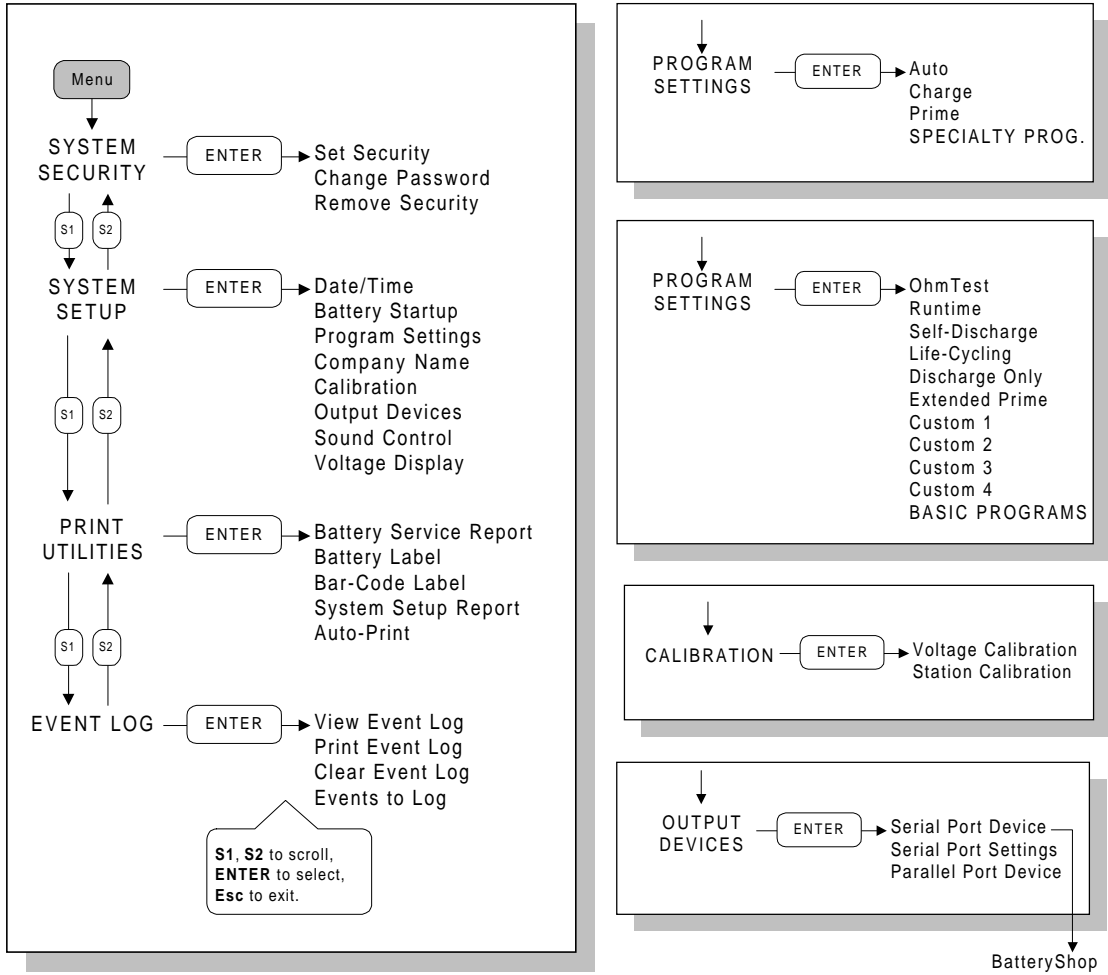 Menu
SYSTEM
SECURITY
ENTER
Set Security
Change Password
Remove Security
S1 S2
SYSTEM
SETUP
ENTER
Date/Time
Battery Startup
Program Settings
Company Name
Calibration
Output Devices
Sound Control
Voltage Display
S1 S2
PRINT
UTILITIES
ENTER
Battery Service Report
Battery Label
Bar-Code Label
System Setup Report
Auto-Print
S1 S2
EVENT LOG
ENTER
View Event Log
Print Event Log
Clear Event Log
Events to Log
S1, S2 to scroll,
ENTER to select,
Esc to exit.
PROGRAM
SETTINGS
ENTER
Auto
Charge
Prime
SPECIALTY PROG.
PROGRAM
SETTINGS
ENTER
OhmTest
Runtime
Self-Discharge
Life-Cycling
Discharge Only
Extended Prime
Custom 1
Custom 2
Custom 3
Custom 4
BASIC PROGRAMS
CALIBRATION
ENTER
Voltage Calibration
Station Calibration
OUTPUT
DEVICES
ENTER
Serial Port Device
Serial Port Settings
Parallel Port Device
BatteryShop